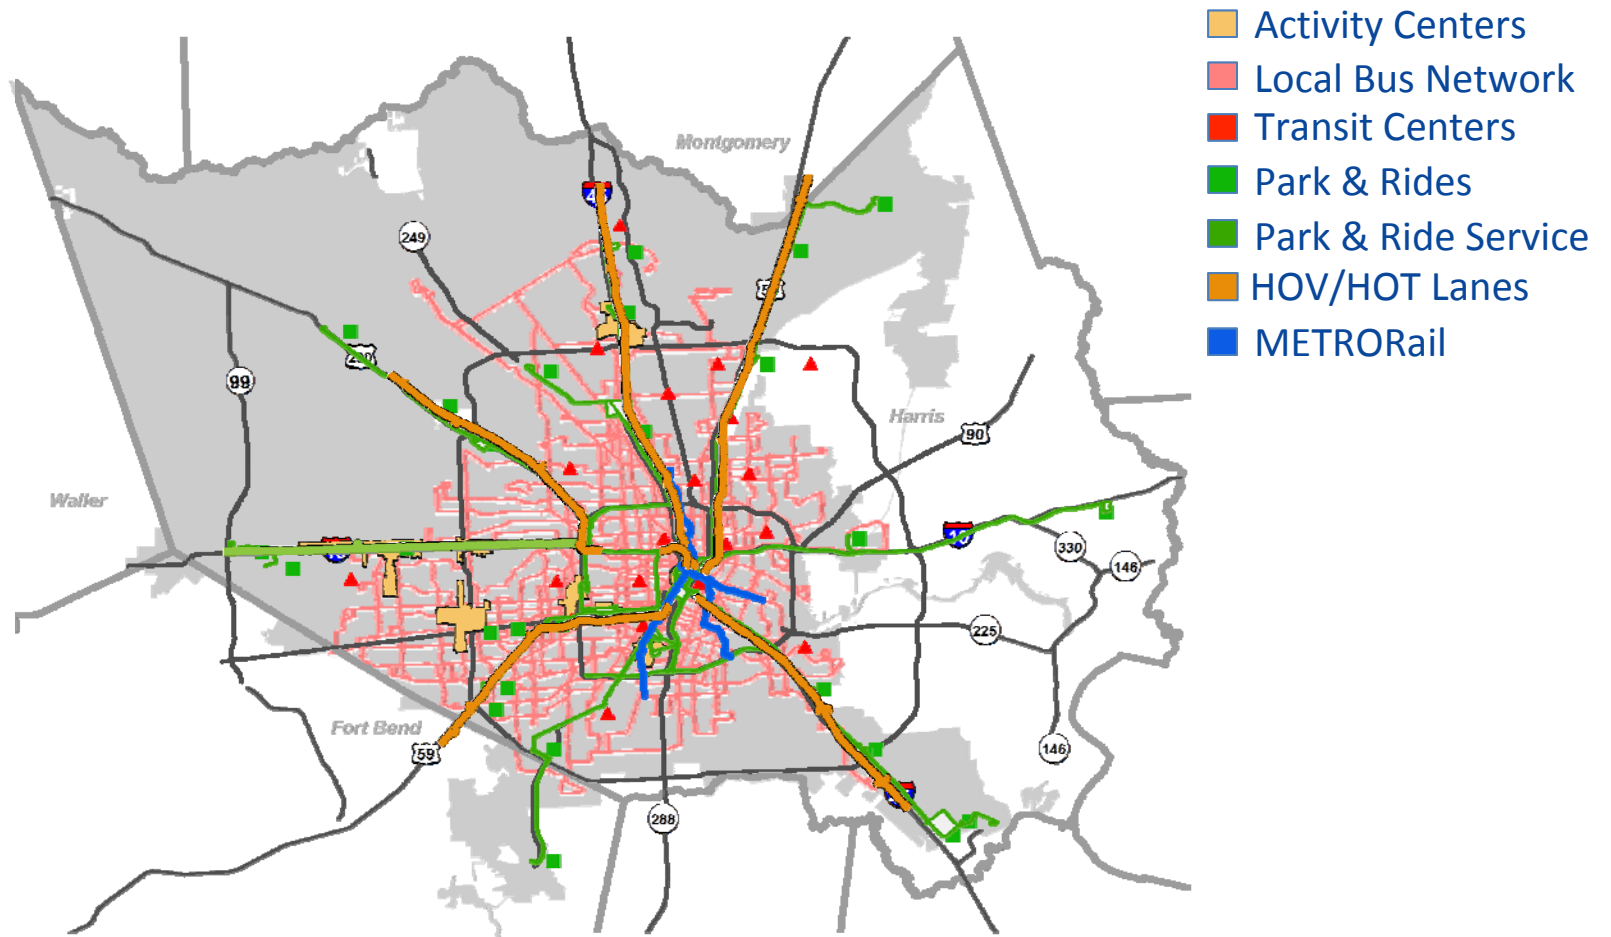 Activity Centers
Local Bus Network
Transit Centers
Park & Rides
Park & Ride Service
HOV/HOT Lanes
METRORail
Montgomery
249
99
Harris
90
Waller
330
146
225
Fort Bend
59
146
288